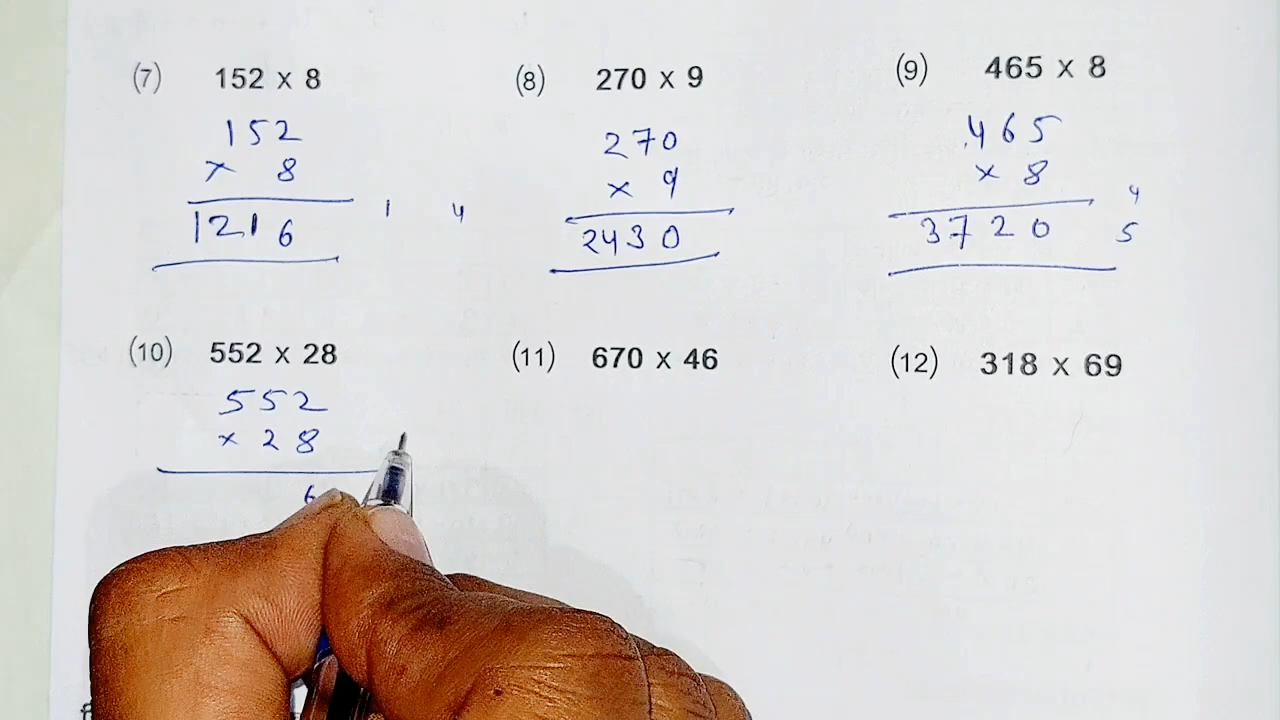 (7) 152 x 8
152
x 8
1216 1 4
(8) 270 x 9
270
x 9
2430
(9) 465 x 8
465
x 8
4
3720 5
(10) 552 x 28
552
x 28
6
(11) 670 x 46
(12) 318 x 69